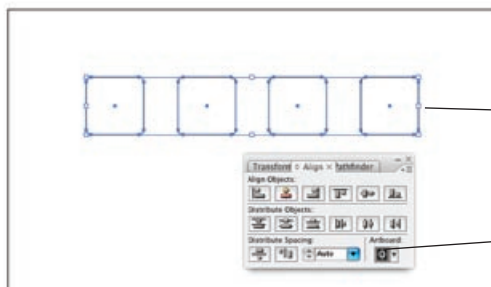 Transform Align × Pathfinder
Align Objects:
Distribute Objects:
Distribute Spacing: Artboard:
Auto